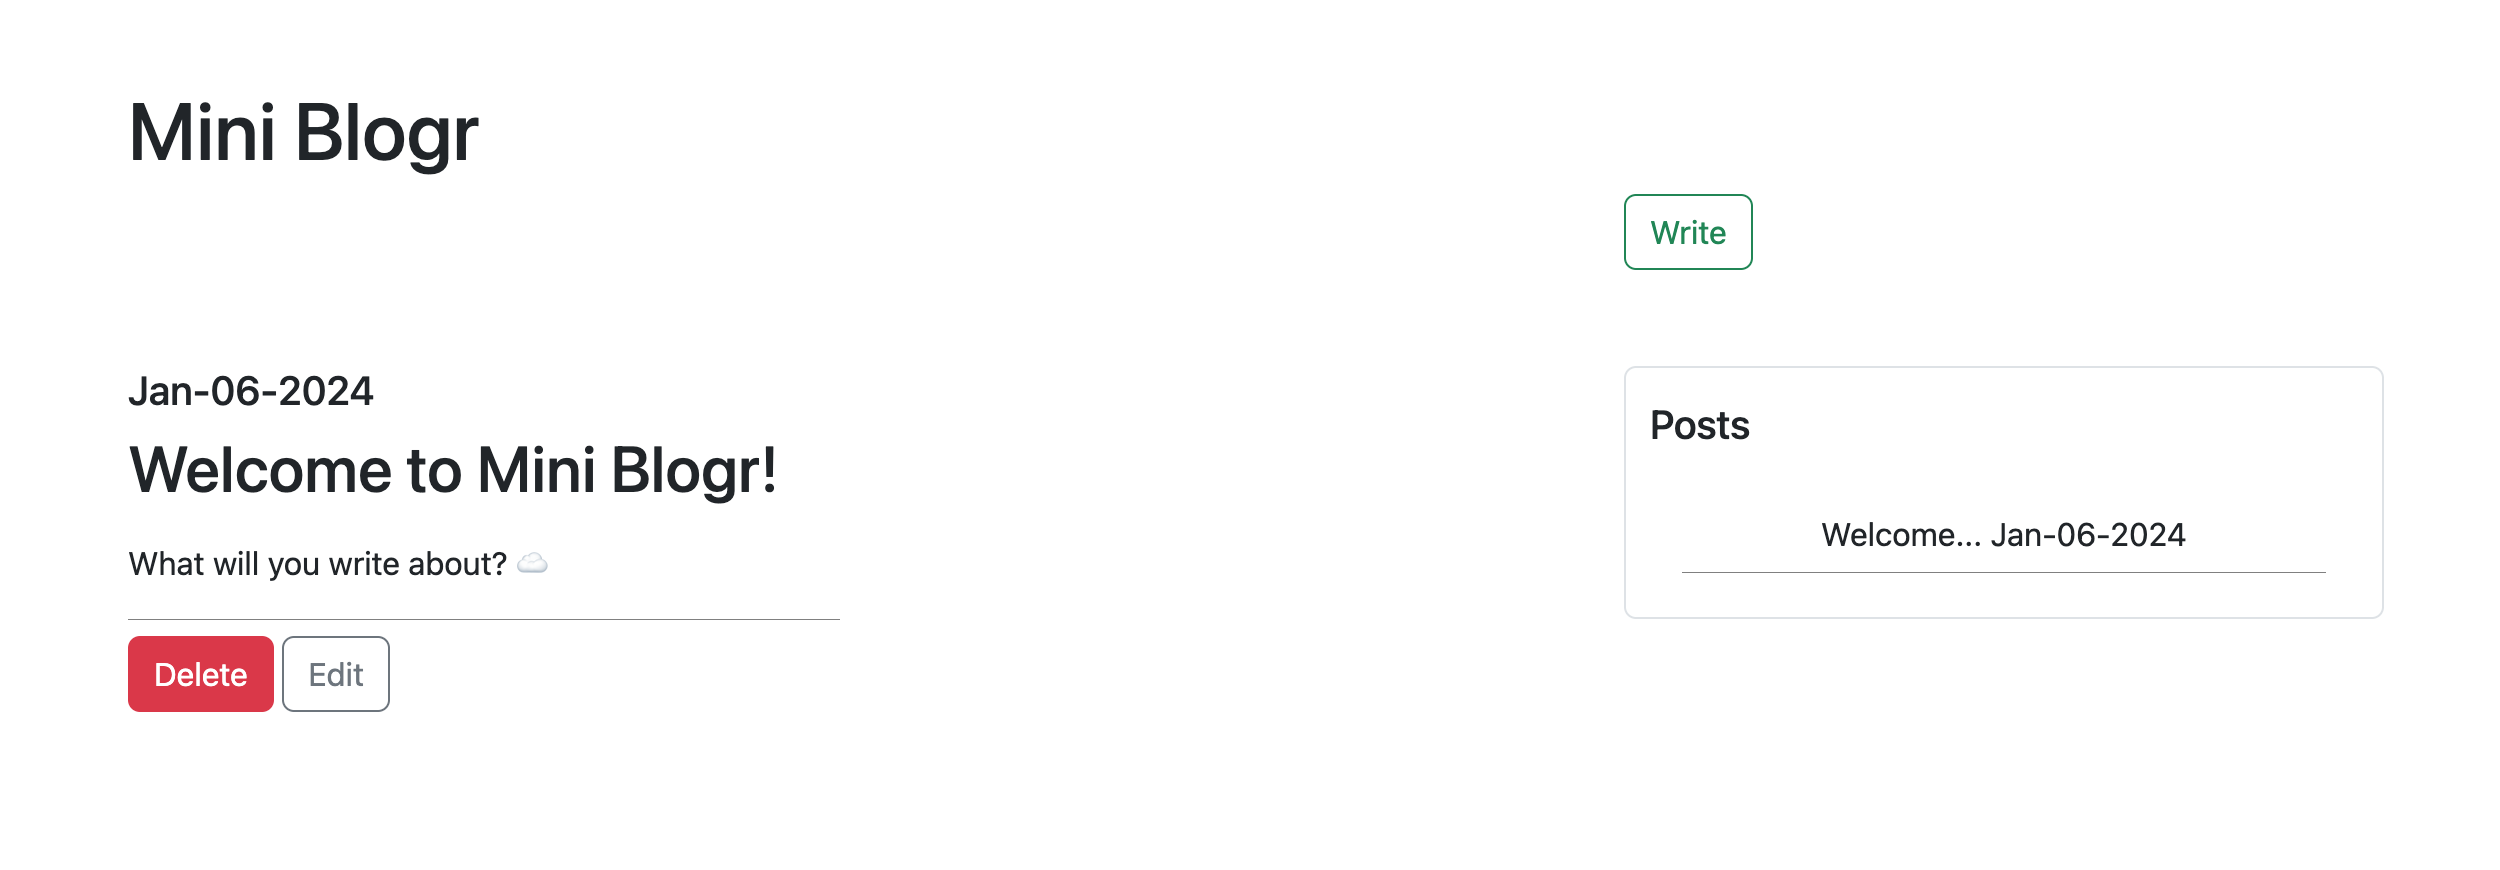 Mini Blogr
Write
Jan-06-2024
Welcome to Mini Blogr!
What will you write about? ☁️
Delete
Edit
Posts
Welcome... Jan-06-2024